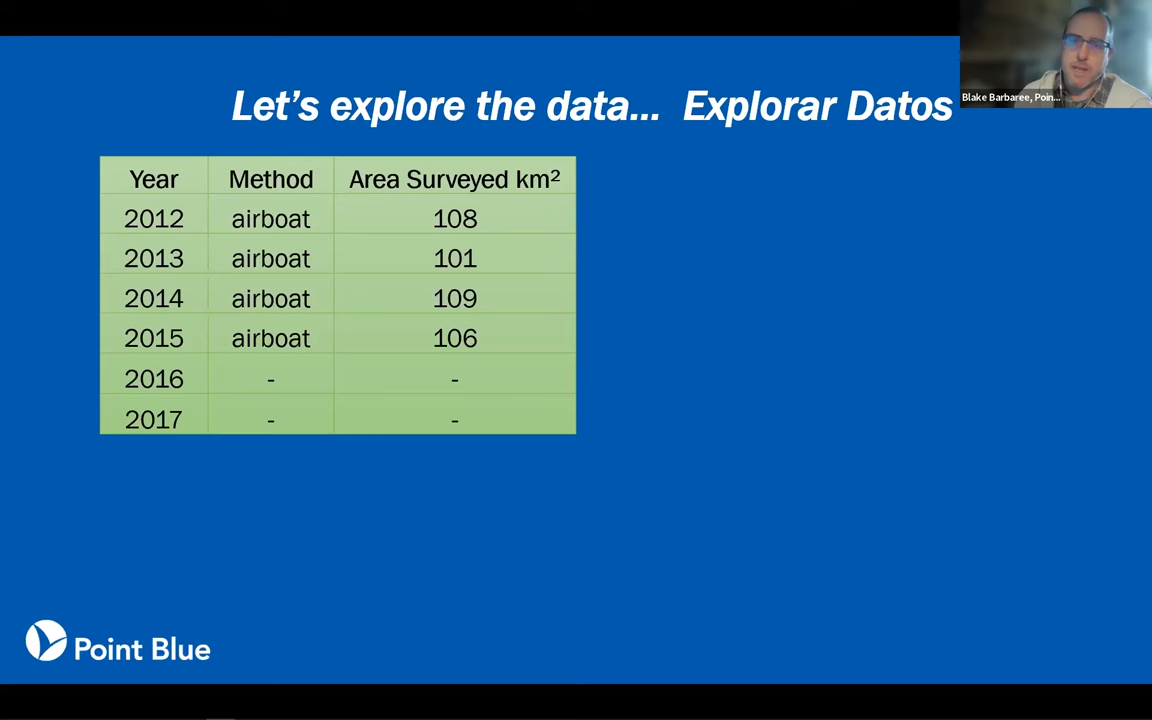 Blake Barbaree, Poin...
Let's explore the data... Explorar Datos
Year Method Area Surveyed km²
2012 airboat 108
2013 airboat 101
2014 airboat 109
2015 airboat 106
2016 - -
2017 - -
Point Blue